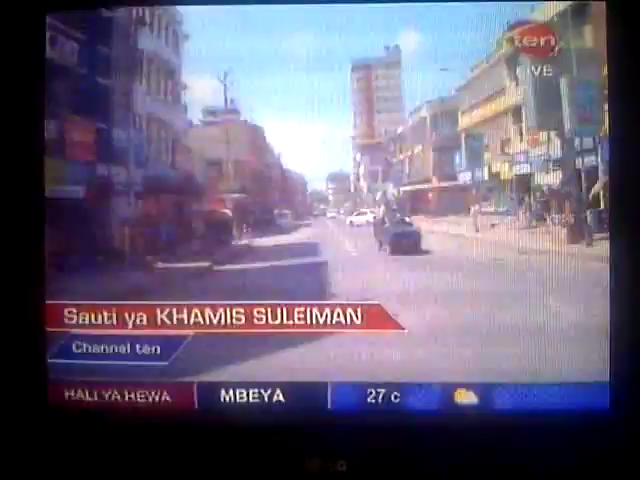 ten
LIVE
Sauti ya KHAMIS SULEIMAN
Channel ten
HALI YA HEWA
MBEYA
27 c